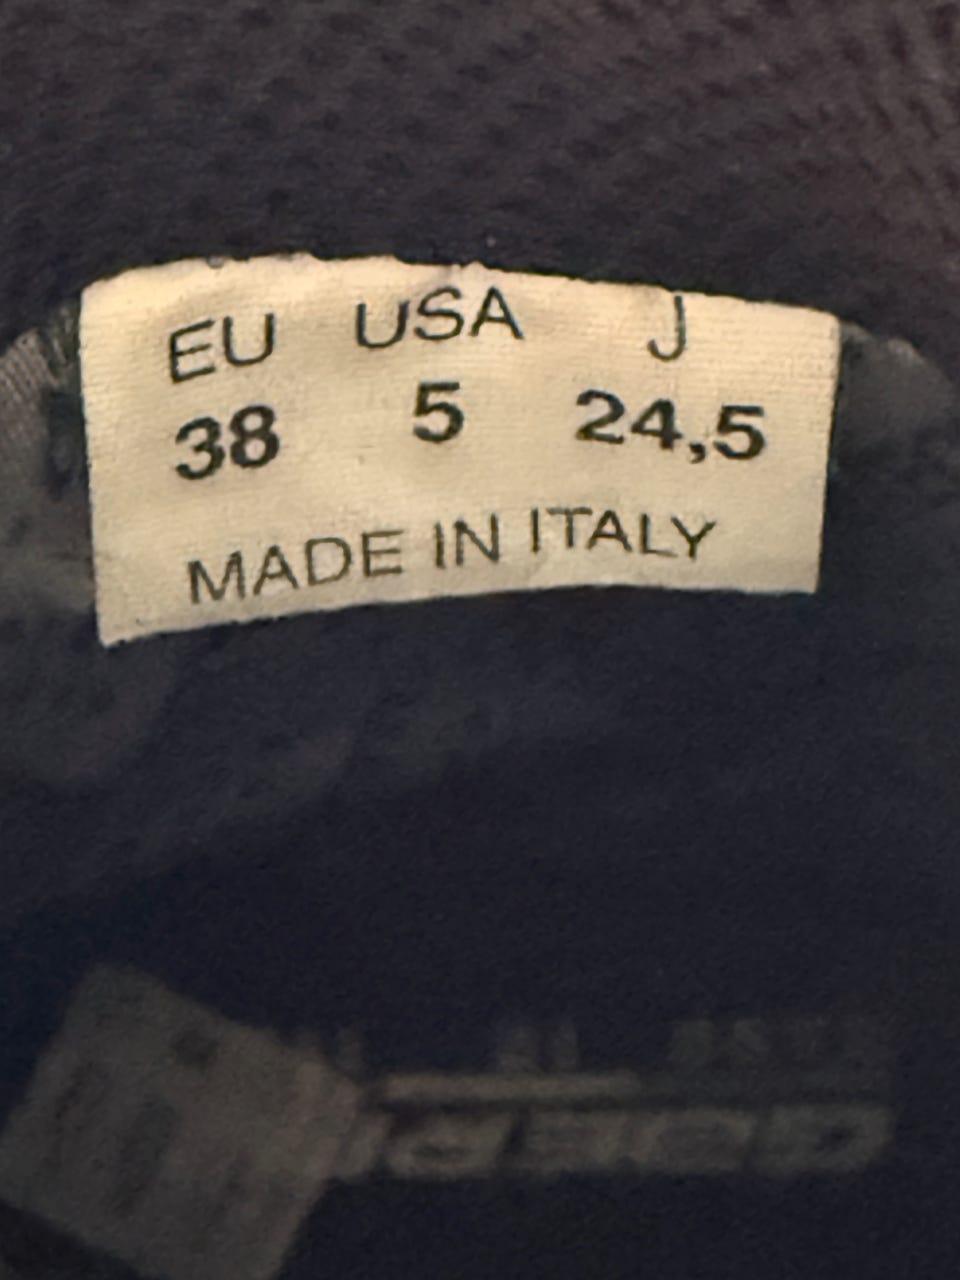 EU USA J
38 5 24,5
MADE IN ITALY